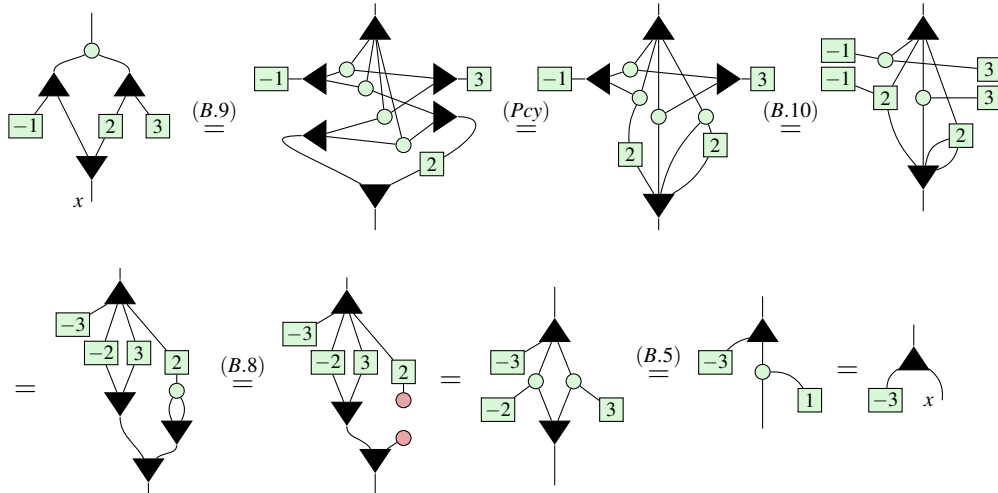 −1 2 3 x
(B.9)
=
−1 3 2
(Pcy)
=
−1 3 2 2
(B.10)
=
−1 −1 3 3 2 2
=
−3 −2 3 2
(B.8)
=
−3 −2 3 2
=
−3 −2 3
(B.5)
=
−3 1
=
−3 x